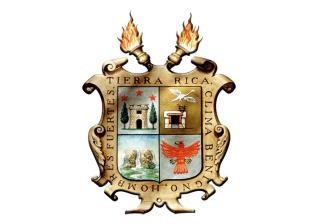 TIERRA RICA, CLIMA BENIGNO, HOMBRES FUERTES.